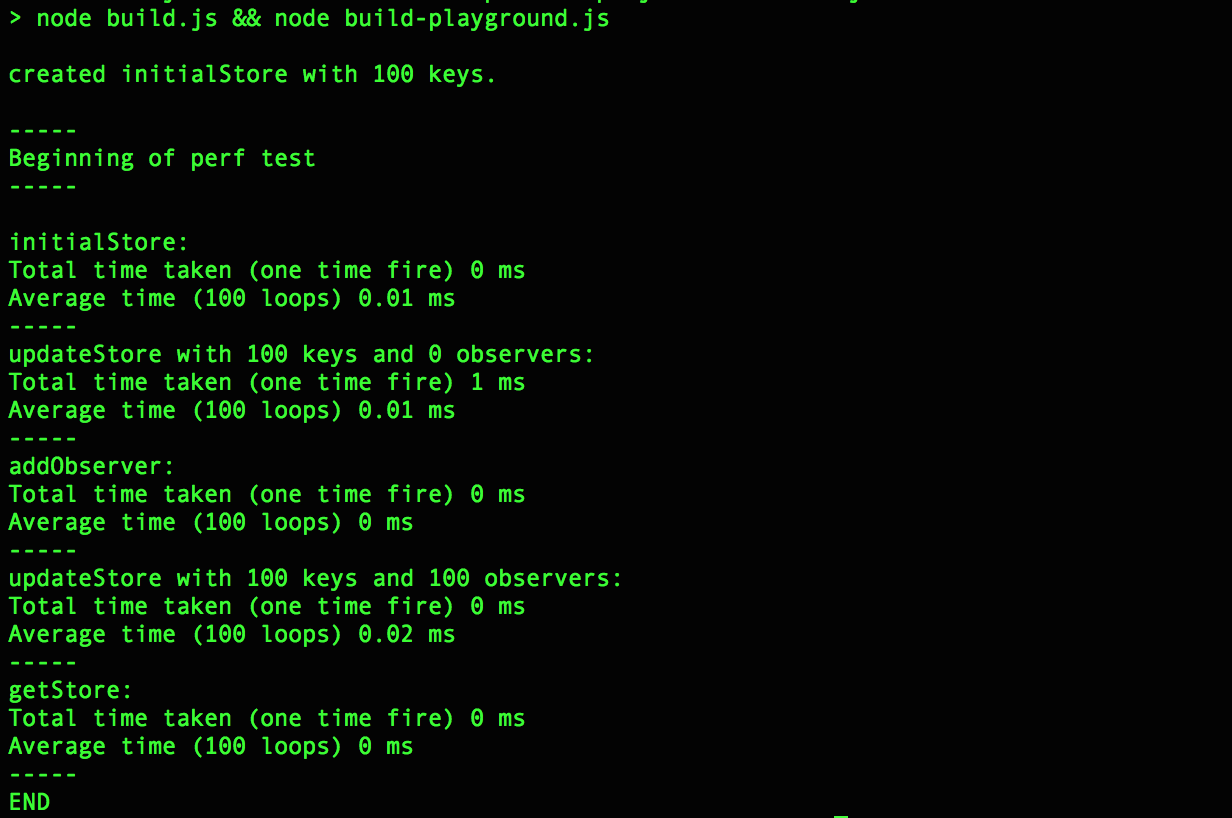 > node build.js && node build-playground.js
created initialStore with 100 keys.
-----
Beginning of perf test
-----
initialStore:
Total time taken (one time fire) 0 ms
Average time (100 loops) 0.01 ms
-----
updateStore with 100 keys and 0 observers:
Total time taken (one time fire) 1 ms
Average time (100 loops) 0.01 ms
-----
addObserver:
Total time taken (one time fire) 0 ms
Average time (100 loops) 0 ms
-----
updateStore with 100 keys and 100 observers:
Total time taken (one time fire) 0 ms
Average time (100 loops) 0.02 ms
-----
getStore:
Total time taken (one time fire) 0 ms
Average time (100 loops) 0 ms
-----
END